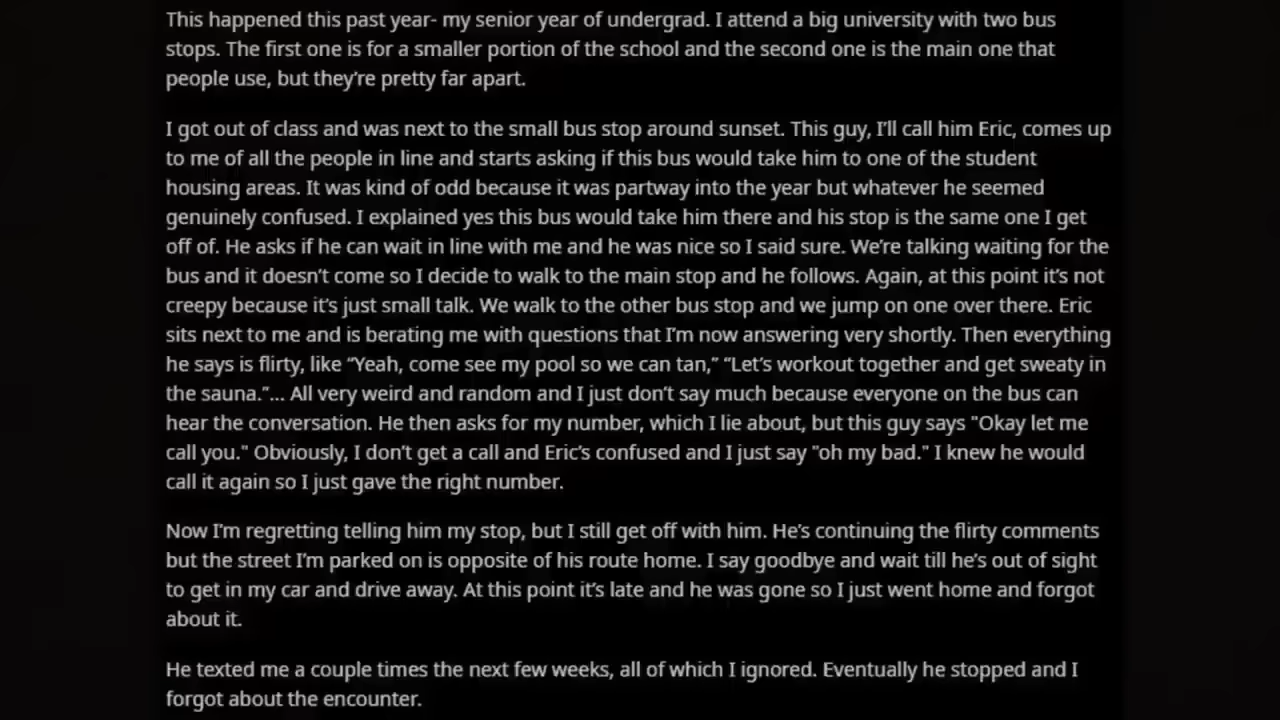 This happened this past year- my senior year of undergrad. I attend a big university with two bus
stops. The first one is for a smaller portion of the school and the second one is the main one that
people use, but they’re pretty far apart.
I got out of class and was next to the small bus stop around sunset. This guy, I’ll call him Eric, comes up
to me of all the people in line and starts asking if this bus would take him to one of the student
housing areas. It was kind of odd because it was partway into the year but whatever he seemed
genuinely confused. I explained yes this bus would take him there and his stop is the same one I get
off of. He asks if he can wait in line with me and he was nice so I said sure. We’re talking waiting for the
bus and it doesn’t come so I decide to walk to the main stop and he follows. Again, at this point it’s not
creepy because it’s just small talk. We walk to the other bus stop and we jump on one over there. Eric
sits next to me and is berating me with questions that I’m now answering very shortly. Then everything
he says is flirty, like “Yeah, come see my pool so we can tan,” “Let’s workout together and get sweaty in
the sauna.”... All very weird and random and I just don’t say much because everyone on the bus can
hear the conversation. He then asks for my number, which I lie about, but this guy says "Okay let me
call you." Obviously, I don’t get a call and Eric’s confused and I just say "oh my bad." I knew he would
call it again so I just gave the right number.
Now I’m regretting telling him my stop, but I still get off with him. He’s continuing the flirty comments
but the street I’m parked on is opposite of his route home. I say goodbye and wait till he’s out of sight
to get in my car and drive away. At this point it’s late and he was gone so I just went home and forgot
about it.
He texted me a couple times the next few weeks, all of which I ignored. Eventually he stopped and I
forgot about the encounter.